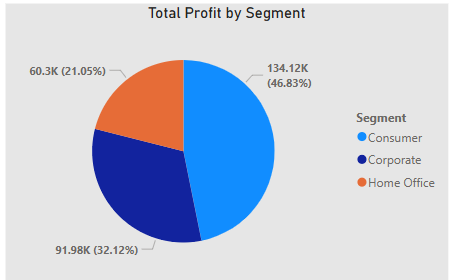 Total Profit by Segment
60.3K (21.05%)
134.12K
(46.83%)
Segment
Consumer
Corporate
Home Office
91.98K (32.12%)